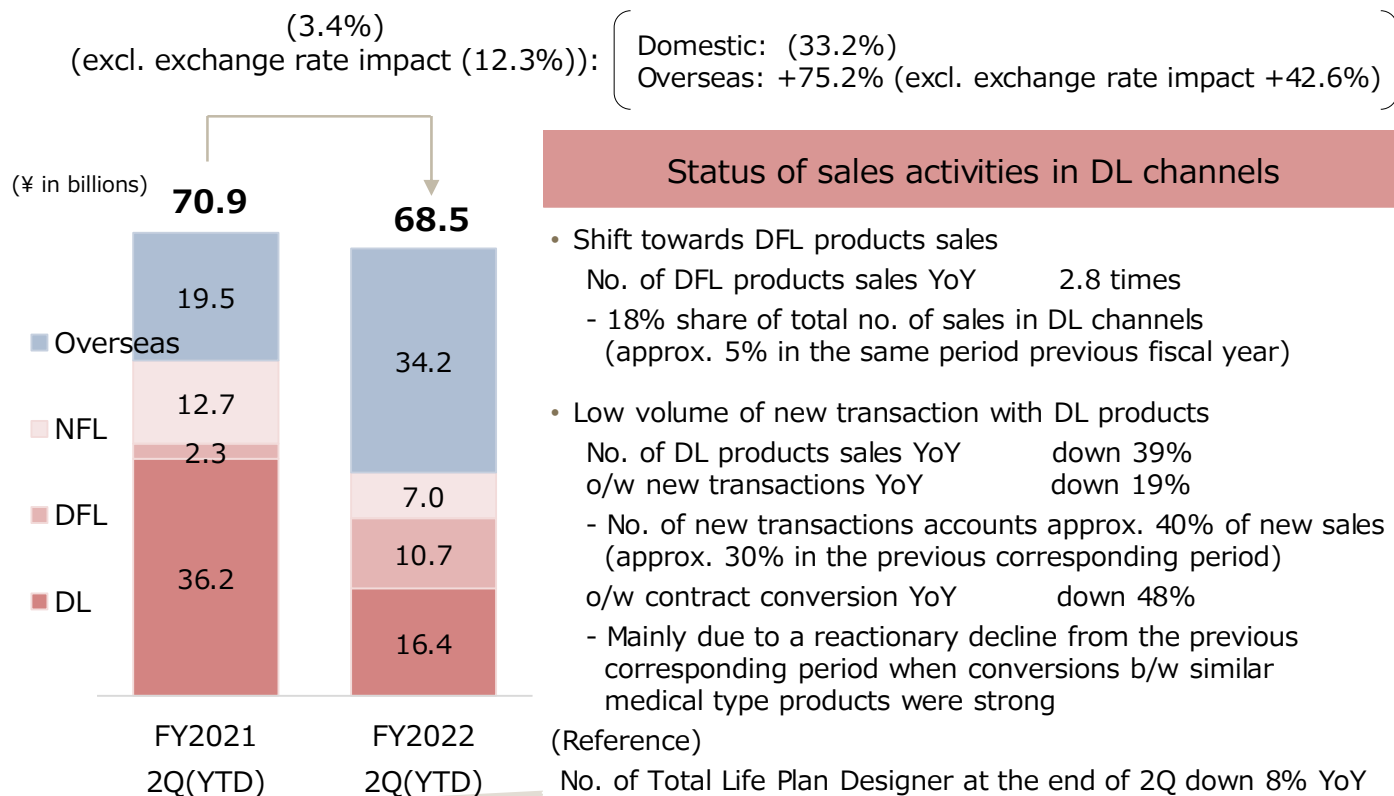 (3.4%)
(excl. exchange rate impact (12.3%)):
Domestic: (33.2%)
Overseas: +75.2% (excl. exchange rate impact +42.6%)
(¥ in billions)
70.9
68.5
19.5
12.7
2.3
36.2
34.2
7.0
10.7
16.4
Overseas
NFL
DFL
DL
FY2021
2Q(YTD)
FY2022
2Q(YTD)
Status of sales activities in DL channels
• Shift towards DFL products sales
No. of DFL products sales YoY 2.8 times
- 18% share of total no. of sales in DL channels
(approx. 5% in the same period previous fiscal year)
• Low volume of new transaction with DL products
No. of DL products sales YoY down 39%
o/w new transactions YoY down 19%
- No. of new transactions accounts approx. 40% of new sales
(approx. 30% in the previous corresponding period)
o/w contract conversion YoY down 48%
- Mainly due to a reactionary decline from the previous
corresponding period when conversions b/w similar
medical type products were strong
(Reference)
No. of Total Life Plan Designer at the end of 2Q down 8% YoY